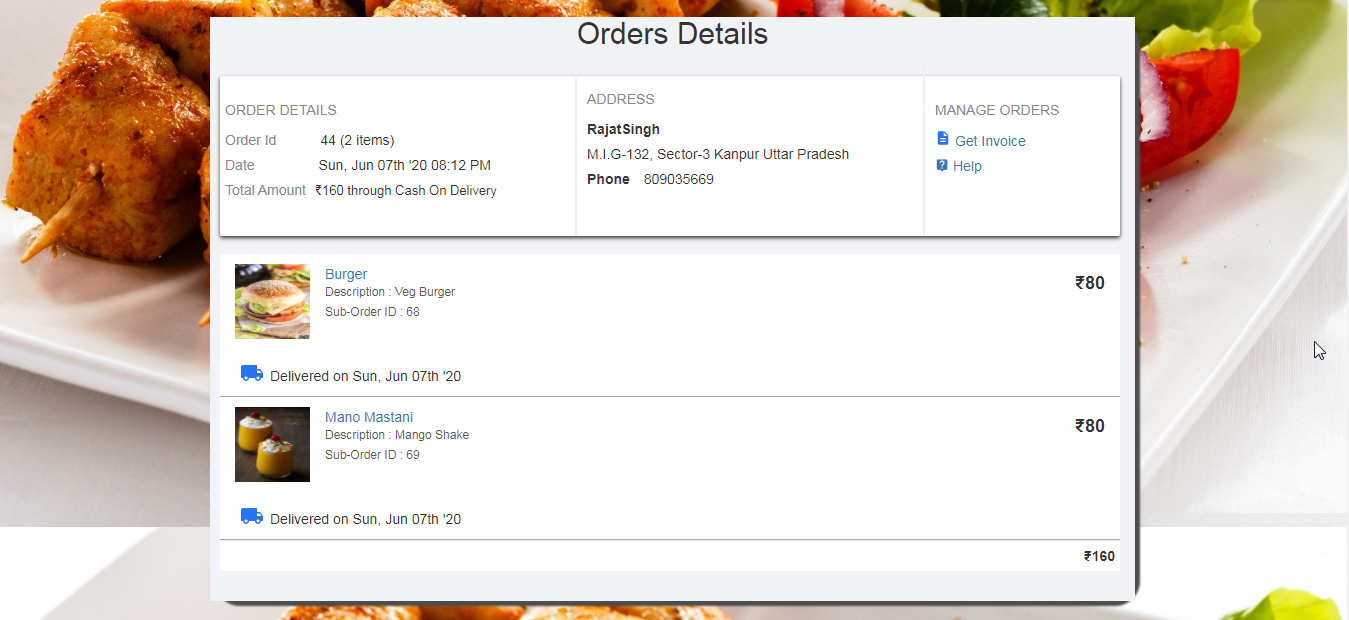 Orders Details
ORDER DETAILS
Order Id 44 (2 items)
Date Sun, Jun 07th '20 08:12 PM
Total Amount ₹160 through Cash On Delivery
ADDRESS
RajatSingh
M.I.G-132, Sector-3 Kanpur Uttar Pradesh
Phone 809035669
MANAGE ORDERS
Get Invoice
Help
Burger
Description : Veg Burger
Sub-Order ID : 68
₹80
Delivered on Sun, Jun 07th '20
Mano Mastani
Description : Mango Shake
Sub-Order ID : 69
₹80
Delivered on Sun, Jun 07th '20
₹160